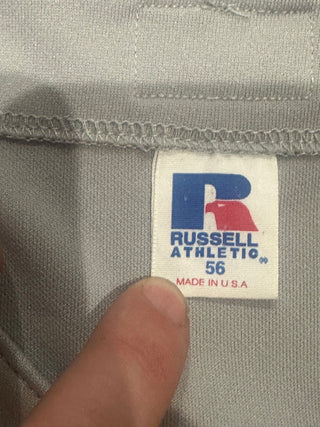 R
RUSSELL
ATHLETIC®
56
MADE IN U.S.A